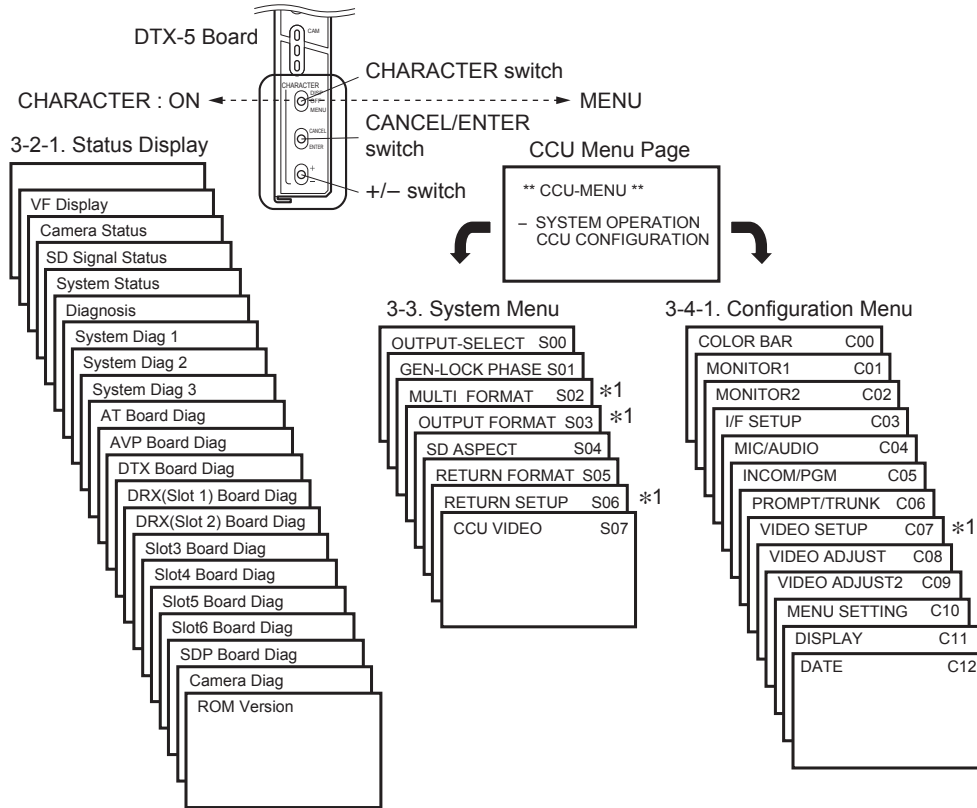 DTX-5 Board
CAM
CHARACTER switch
CHARACTER
DISP
OFF
MENU
CHARACTER : ON
MENU
CANCEL/ENTER
switch
CANCEL
ENTER
+/– switch
+
–
3-2-1. Status Display
VF Display
Camera Status
SD Signal Status
System Status
Diagnosis
System Diag 1
System Diag 2
System Diag 3
AT Board Diag
AVP Board Diag
DTX Board Diag
DRX(Slot 1) Board Diag
DRX(Slot 2) Board Diag
Slot3 Board Diag
Slot4 Board Diag
Slot5 Board Diag
Slot6 Board Diag
SDP Board Diag
Camera Diag
ROM Version
CCU Menu Page
** CCU-MENU **
– SYSTEM OPERATION
CCU CONFIGURATION
3-3. System Menu
OUTPUT-SELECT S00
GEN-LOCK PHASE S01
MULTI FORMAT S02 *1
OUTPUT FORMAT S03 *1
SD ASPECT S04
RETURN FORMAT S05
RETURN SETUP S06 *1
CCU VIDEO S07
3-4-1. Configuration Menu
COLOR BAR C00
MONITOR1 C01
MONITOR2 C02
I/F SETUP C03
MIC/AUDIO C04
INCOM/PGM C05
PROMPT/TRUNK C06
VIDEO SETUP C07 *1
VIDEO ADJUST C08
VIDEO ADJUST2 C09
MENU SETTING C10
DISPLAY C11
DATE C12